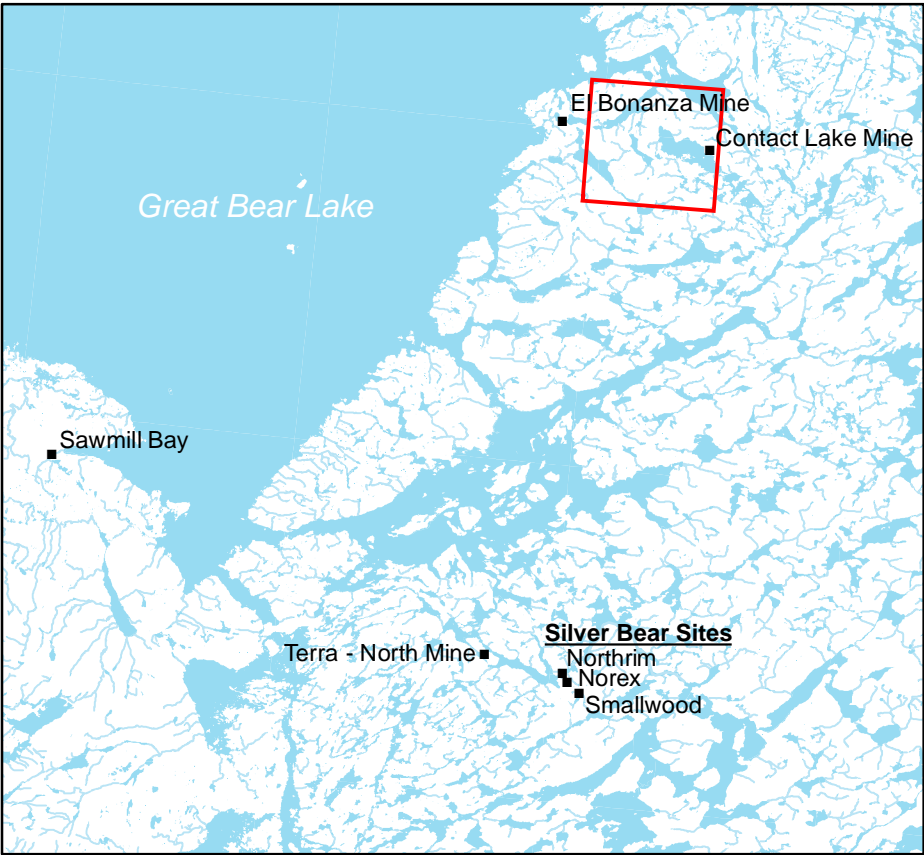 El Bonanza Mine
Contact Lake Mine
Great Bear Lake
Sawmill Bay
Silver Bear Sites
Terra - North Mine
Northrim
Norex
Smallwood